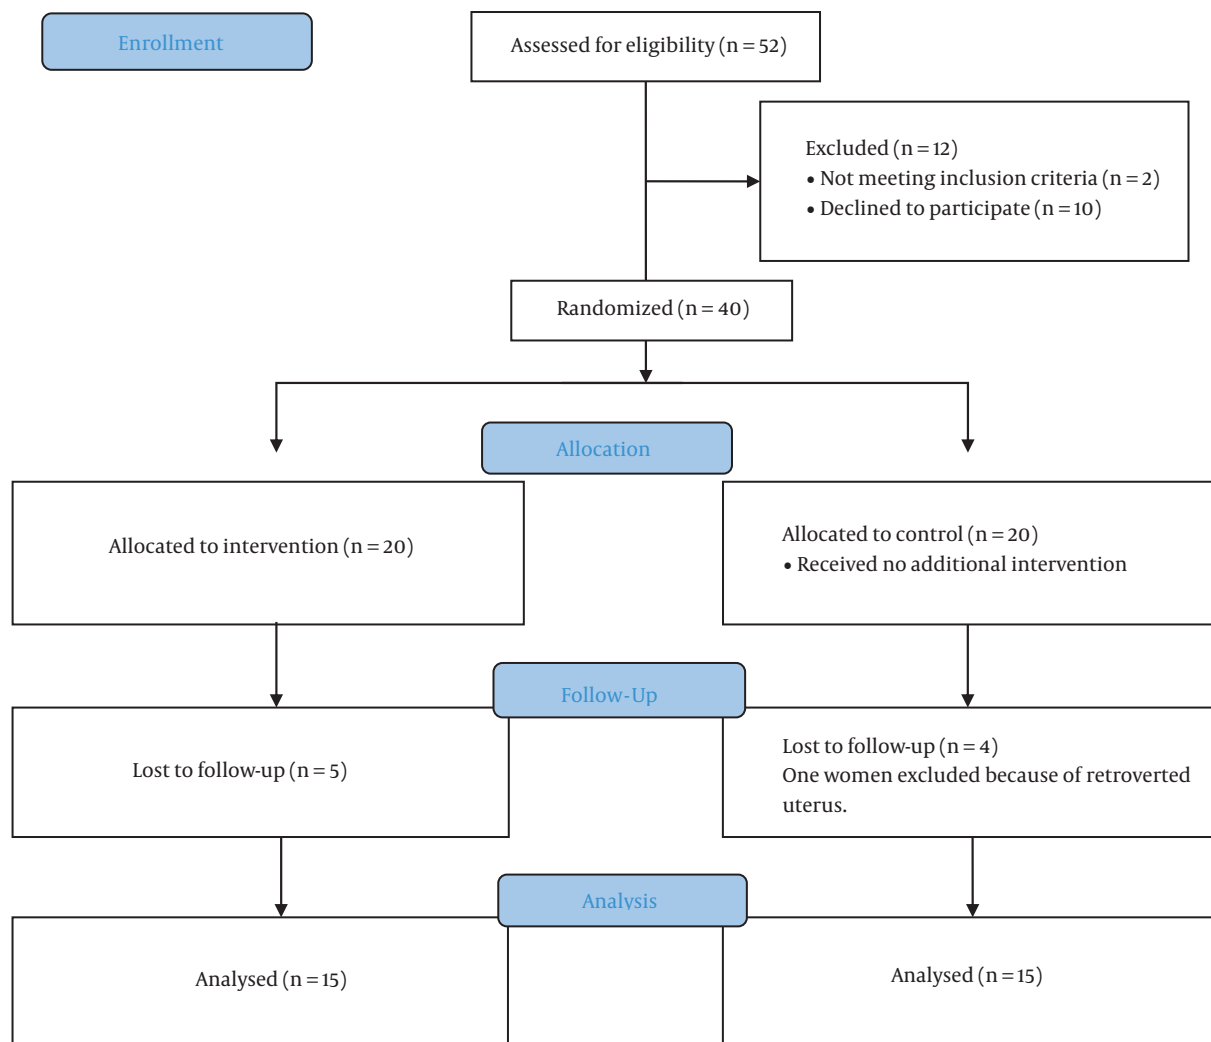 Enrollment
Assessed for eligibility (n = 52)
Excluded (n = 12)
• Not meeting inclusion criteria (n = 2)
• Declined to participate (n = 10)
Randomized (n = 40)
Allocation
Allocated to intervention (n = 20)
Allocated to control (n = 20)
• Received no additional intervention
Follow-Up
Lost to follow-up (n = 5)
Lost to follow-up (n = 4)
One women excluded because of retroverted
uterus.
Analysis
Analysed (n = 15)
Analysed (n = 15)